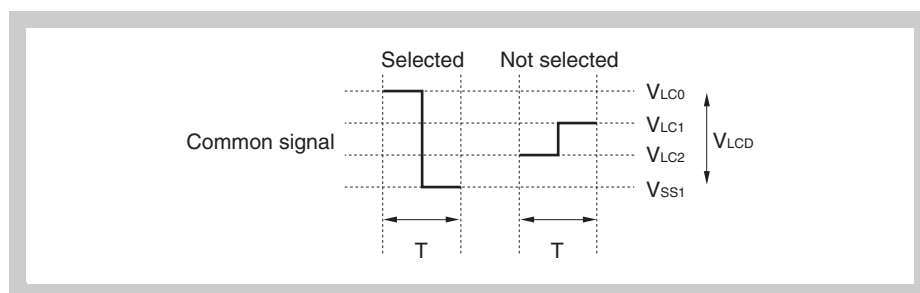 Selected Not selected
VLC0
VLC1
Common signal VLCD
VLC2
VSS1
T T